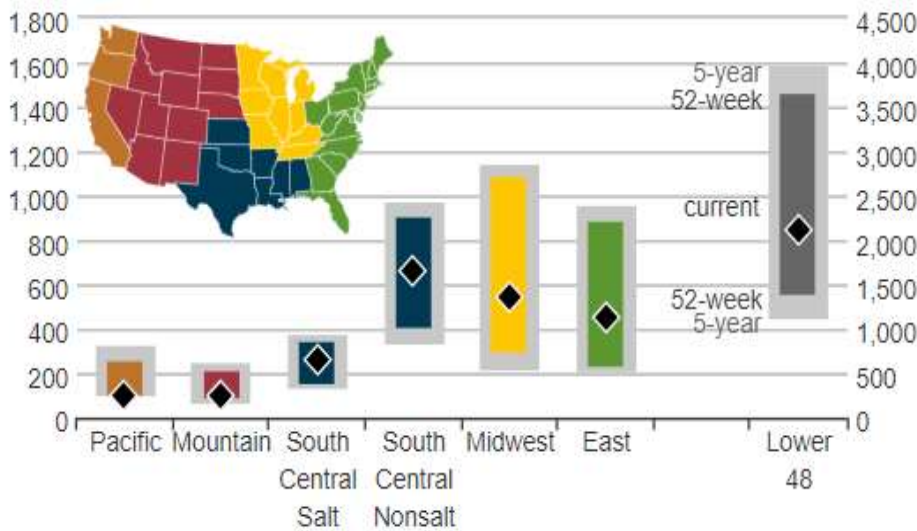 1,800
1,600
1,400
1,200
1,000
800
600
400
200
0
4,500
4,000
3,500
3,000
2,500
2,000
1,500
1,000
500
0
5-year
52-week
current
52-week
5-year
Pacific
Mountain
South
Central
Salt
South
Central
Nonsalt
Midwest
East
Lower
48